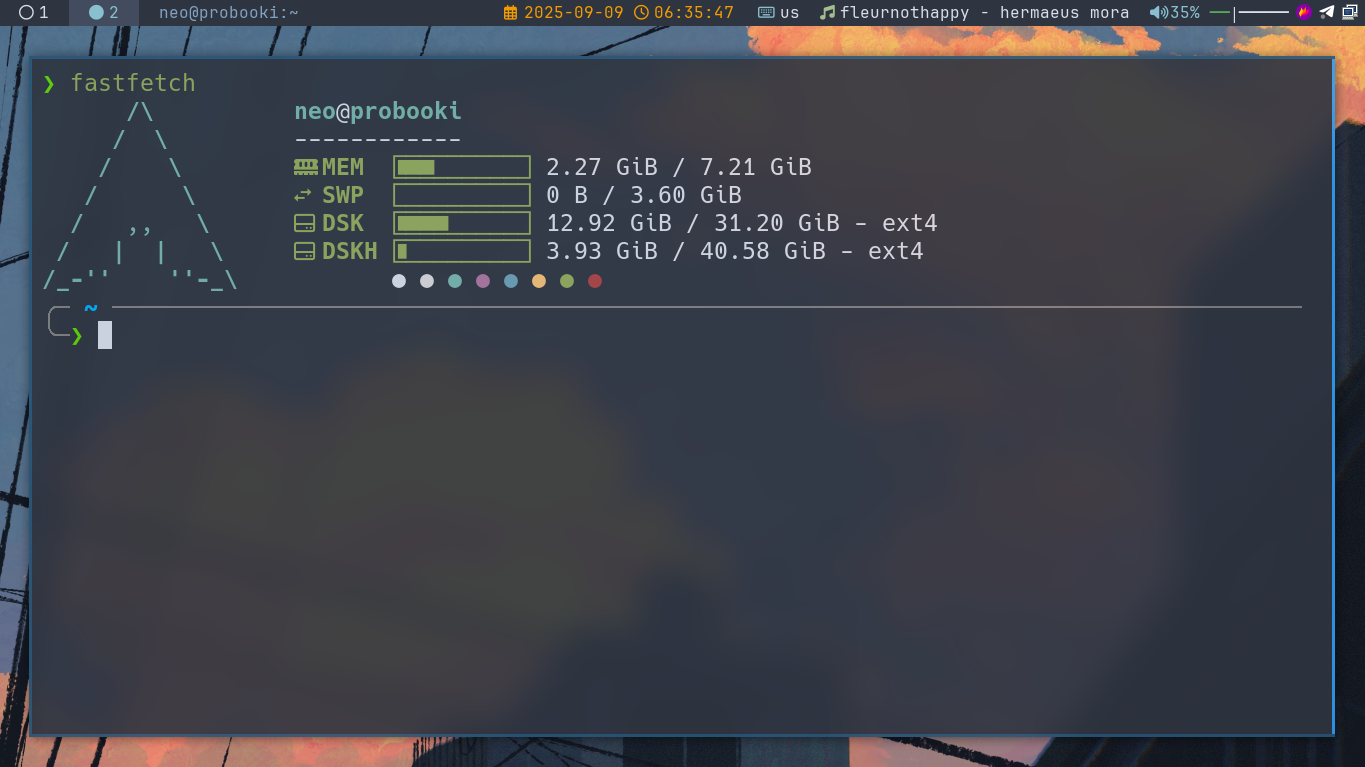 1 2 neo@probooki:~ 2025-09-09 06:35:47 us fleurnothappy - hermaeus mora 35%
❯ fastfetch
neo@probooki
------------
MEM 2.27 GiB / 7.21 GiB
SWP 0 B / 3.60 GiB
DSK 12.92 GiB / 31.20 GiB - ext4
DSKH 3.93 GiB / 40.58 GiB - ext4
~
❯